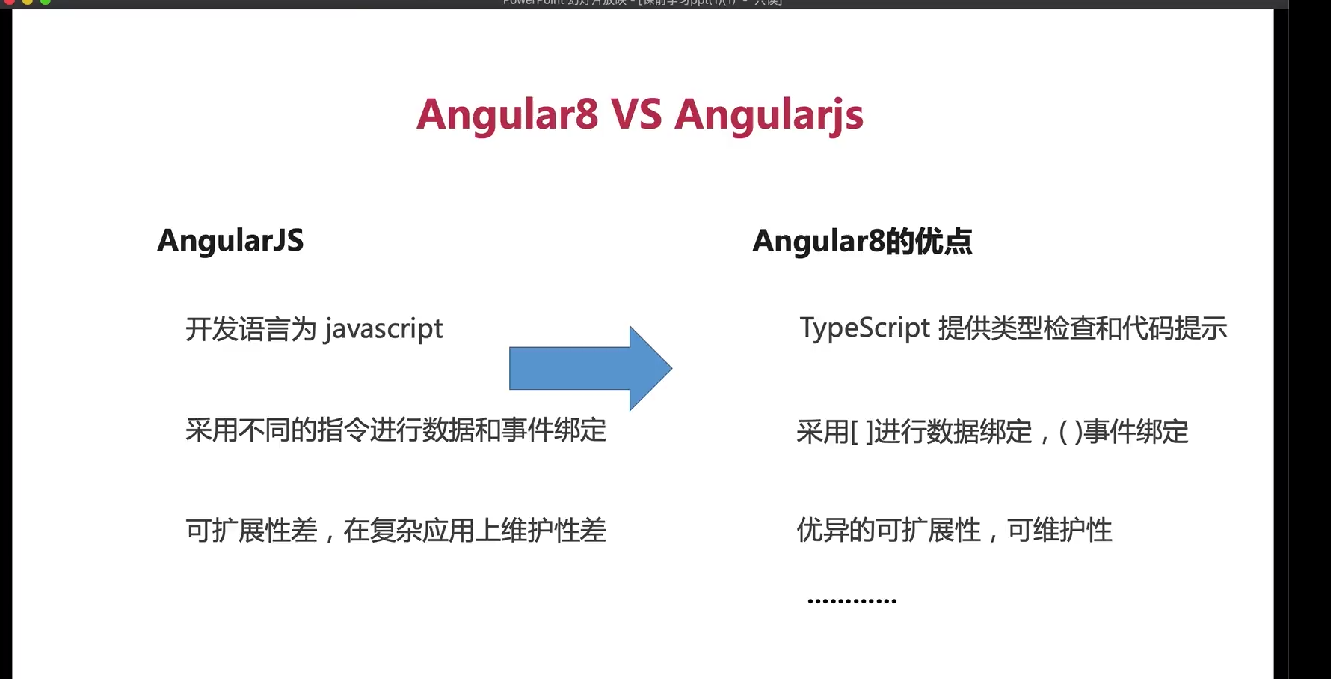 Angular8 VS Angularjs
AngularJS
开发语言为 javascript
采用不同的指令进行数据和事件绑定
可扩展性差，在复杂应用上维护性差
Angular8的优点
TypeScript 提供类型检查和代码提示
采用[ ]进行数据绑定，( )事件绑定
优异的可扩展性，可维护性
............